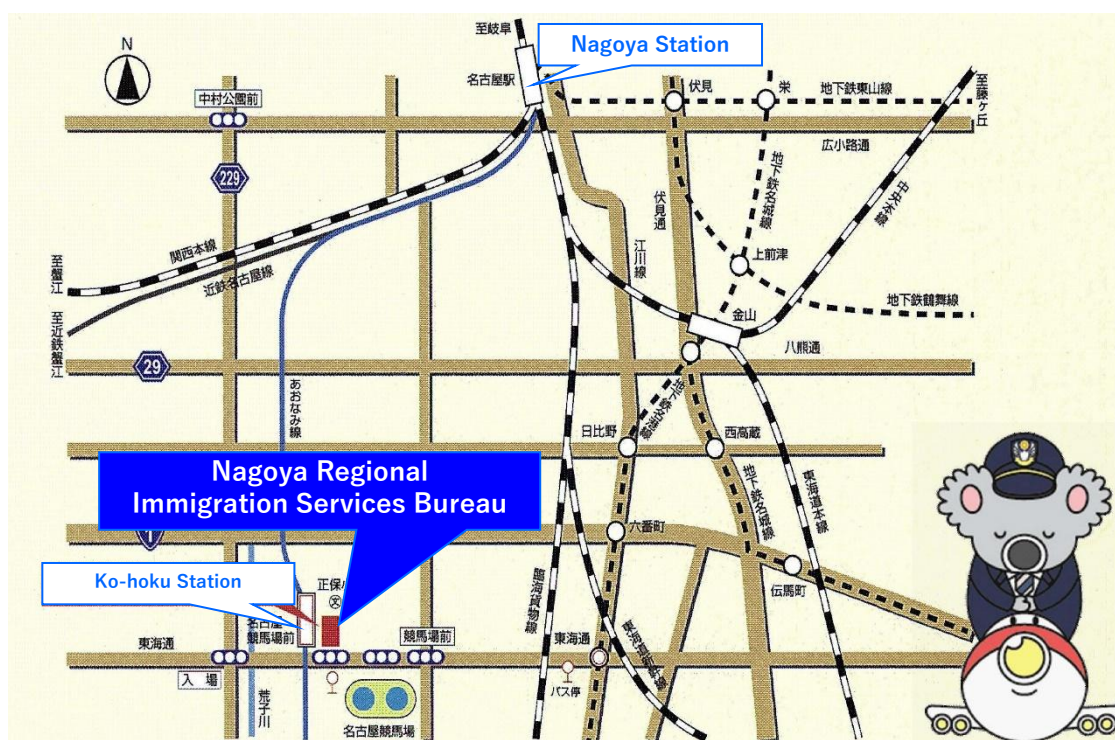 至岐阜
Nagoya Station
N
名古屋駅
伏見
栄
地下鉄東山線
至藤ヶ丘
中村公園前
広小路通
229
地下鉄名城線
伏見通
中央本線
関西本線
江川線
上前津
至蟹江
近鉄名古屋線
地下鉄鶴舞線
至近鉄蟹江
金山
29
八熊通
あおなみ線
地下鉄名港線
日比野
西高蔵
Nagoya Regional
Immigration Services Bureau
地下鉄名城線
東海道本線
1
六番町
Ko-hoku Station
正保小
文
伝馬町
臨海貨物線
名古屋
競馬場前
東海通
競馬場前
東海通
東海道新幹線
入場
バス停
荒子川
名古屋競馬場